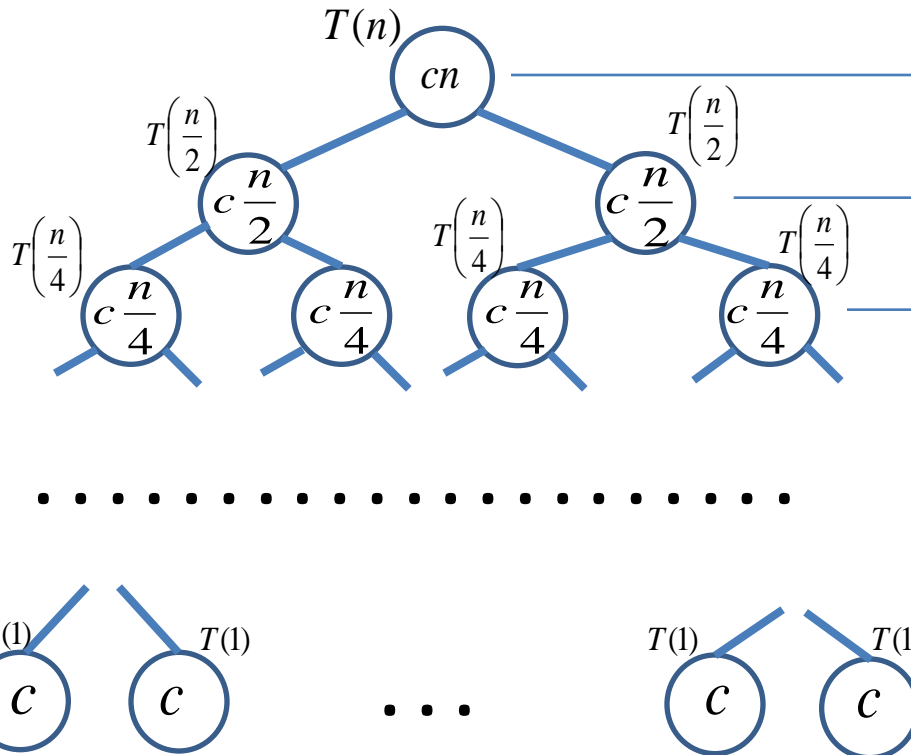 T(n)
cn
T(n/2) T(n/2)
c n/2 c n/2
T(n/4) T(n/4) T(n/4)
c n/4 c n/4 c n/4 c n/4
. . . . . . . . . . . . . . . . . . . . .
(1) T(1) T(1) T(1
c c . . . c c